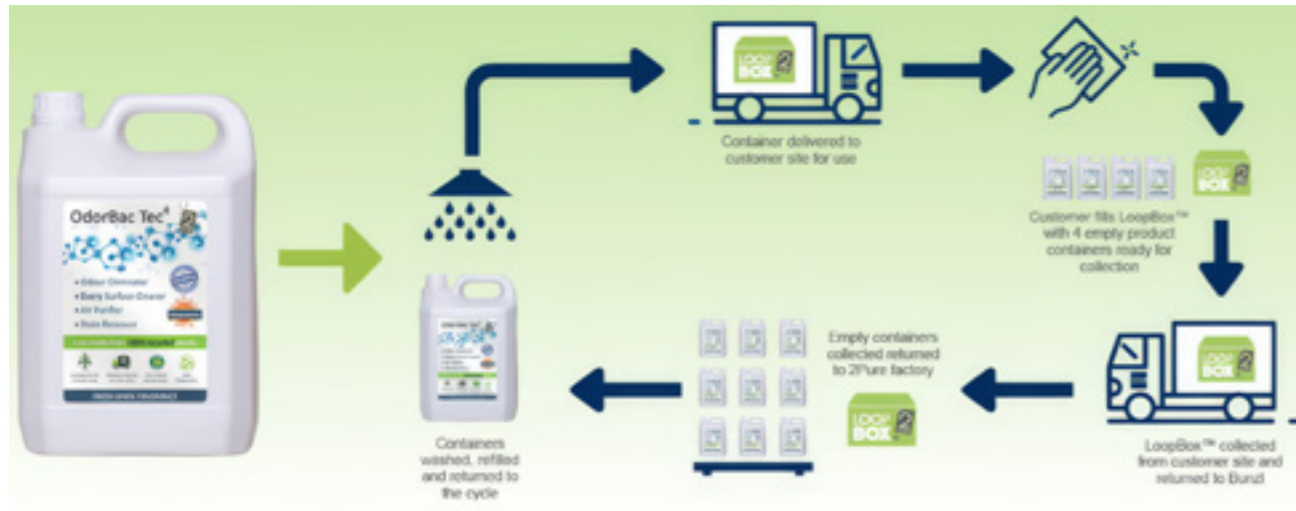 OdorBac Tec⁴
• Odour Eliminator
• Every Surface Cleaner
• Air Purifier
• Stain Remover
FRESH LINEN FRAGRANCE
LOOP
BOX
Container delivered to
customer site for use
LOOP
BOX
Customer fills LoopBox™
with 4 empty product
containers ready for
collection
LOOP
BOX
LoopBox™ collected
from customer site and
returned to Bunzl
Empty containers
collected returned
to 2Pure factory
LOOP
BOX
OdorBac Tec⁴
Containers
washed, refilled
and returned to
the cycle